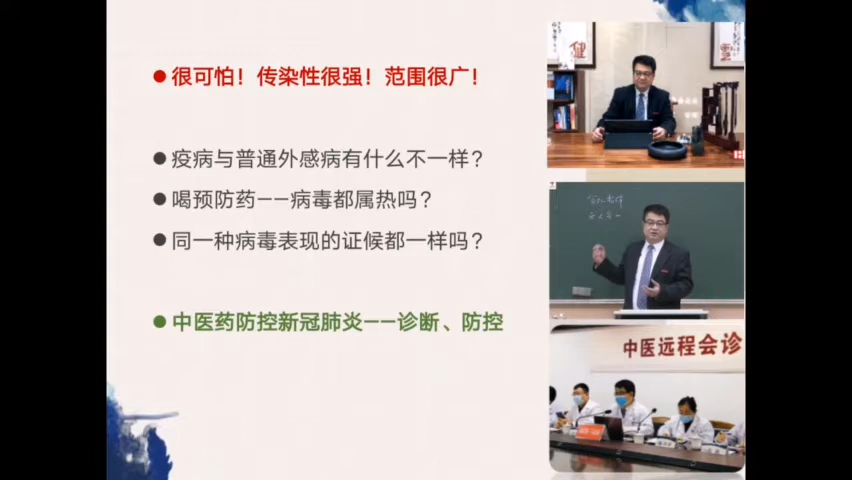 很可怕！传染性很强！范围很广！
疫病与普通外感病有什么不一样？
喝预防药——病毒都属热吗？
同一种病毒表现的证候都一样吗？
中医药防控新冠肺炎——诊断、防控
中医远程会诊